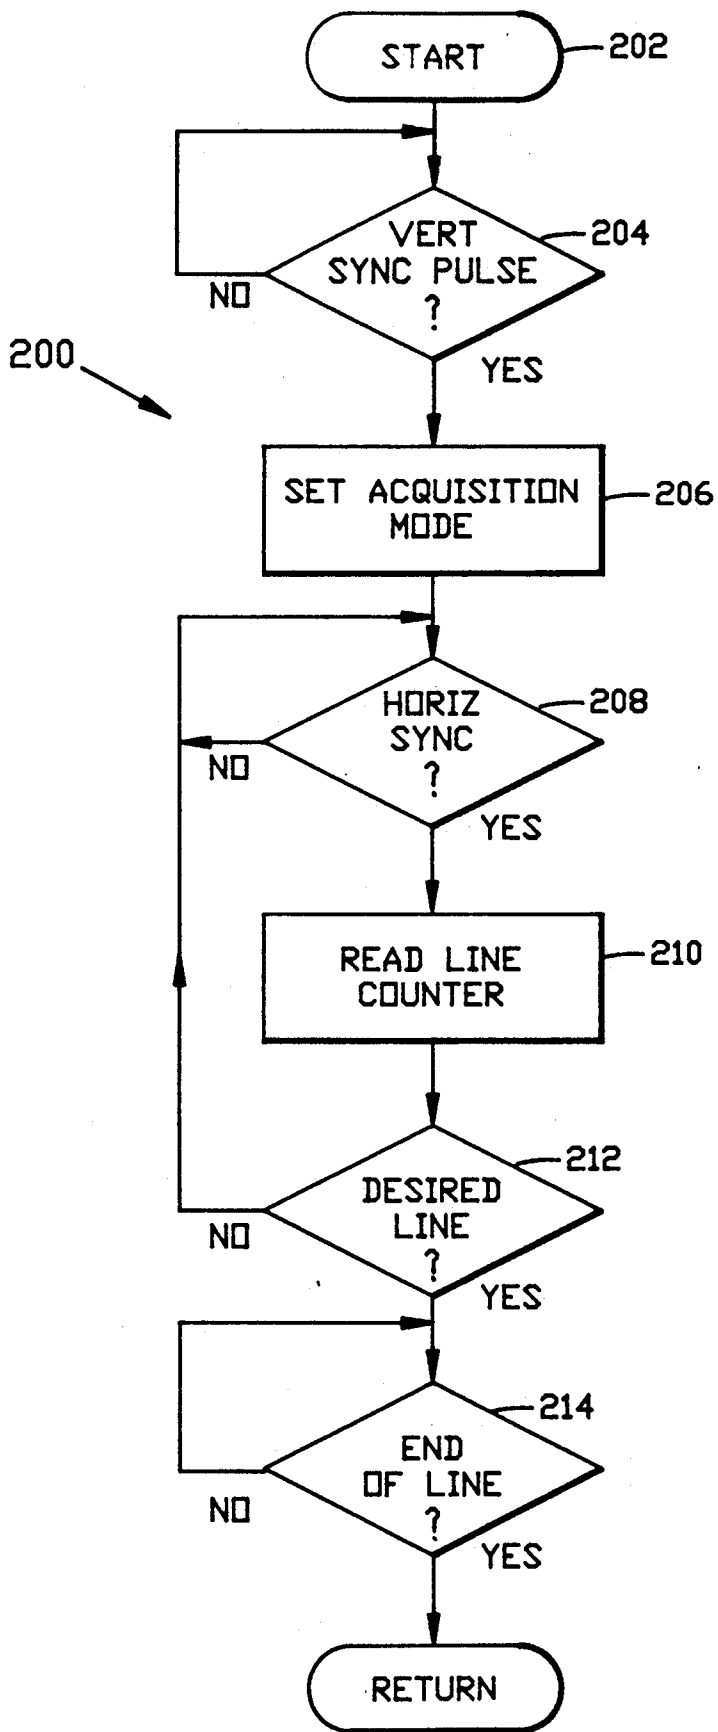 START
202
VERT
SYNC PULSE
?
204
NO
YES
200
SET ACQUISITION
MODE
206
HORIZ
SYNC
?
208
NO
YES
READ LINE
COUNTER
210
DESIRED
LINE
?
212
NO
YES
END
OF LINE
?
214
NO
YES
RETURN